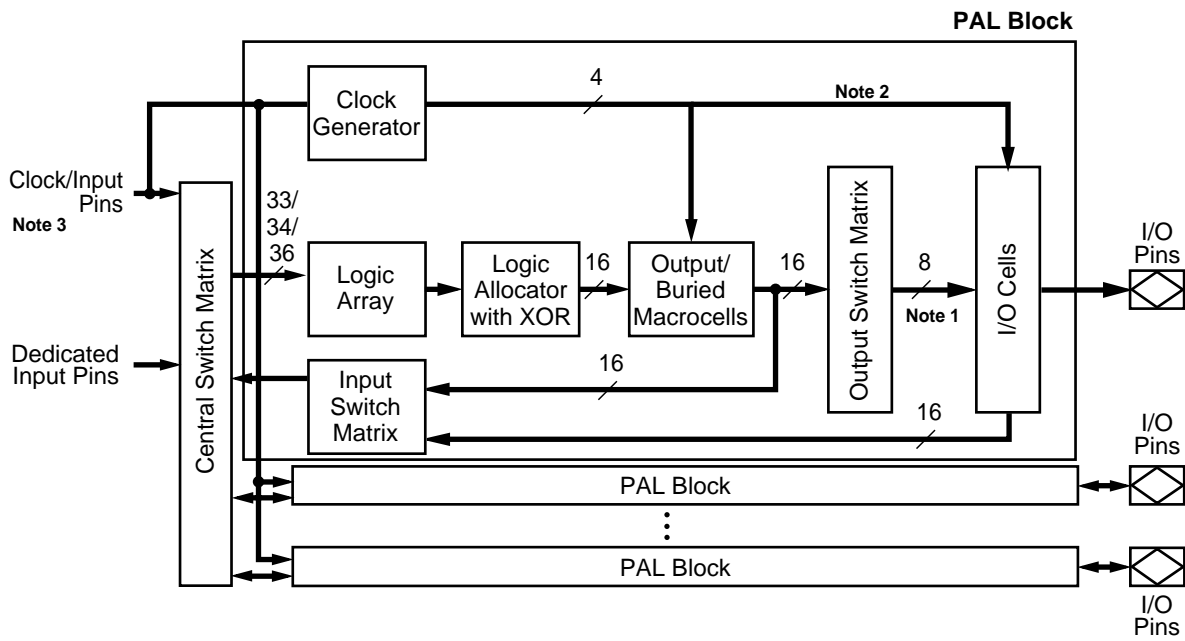 PAL Block
Clock
Generator
4
Note 2
Clock/Input
Pins
Note 3
Central Switch Matrix
33/
34/
36
Logic
Array
Logic
Allocator
with XOR
16
Output/
Buried
Macrocells
16
Output Switch Matrix
8
Note 1
I/O Cells
I/O
Pins
Dedicated
Input Pins
Input
Switch
Matrix
16
16
PAL Block
I/O
Pins
PAL Block
I/O
Pins